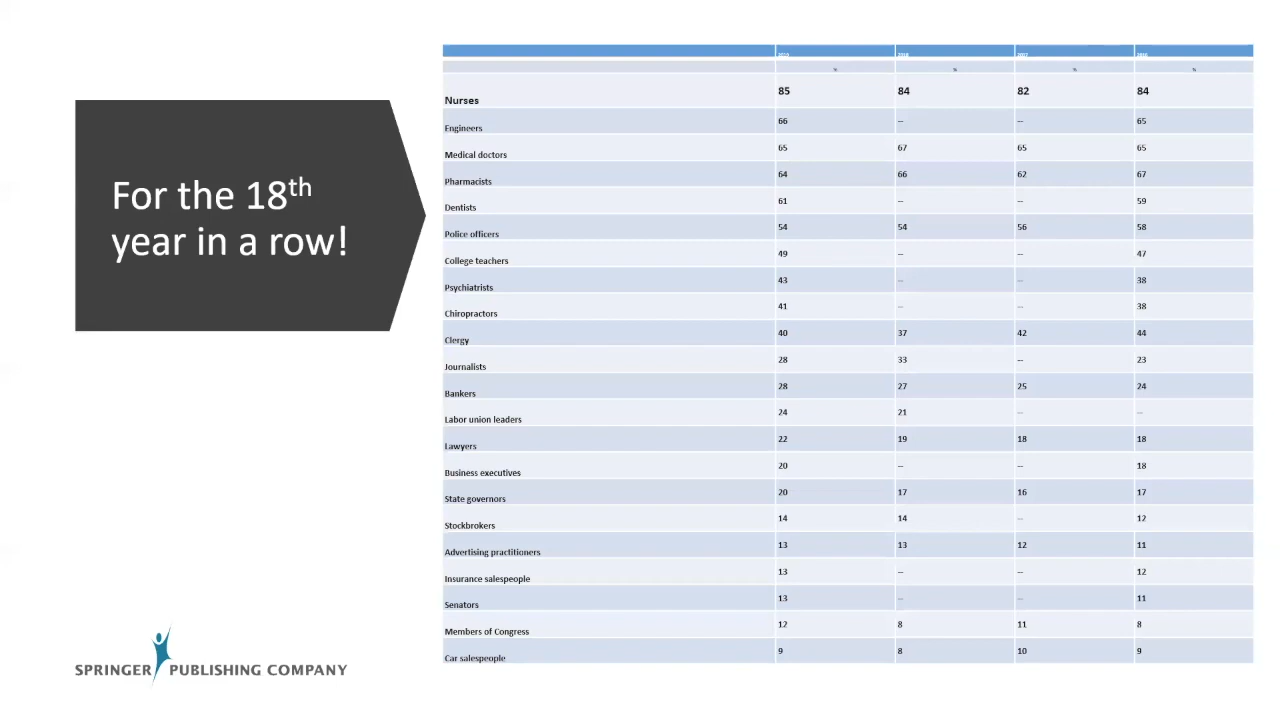 For the 18th
year in a row!
2019 2018 2017 2016
% % % %
Nurses 85 84 82 84
Engineers 66 -- -- 65
Medical doctors 65 67 65 65
Pharmacists 64 66 62 67
Dentists 61 -- -- 59
Police officers 54 54 56 58
College teachers 49 -- -- 47
Psychiatrists 43 -- -- 38
Chiropractors 41 -- -- 38
Clergy 40 37 42 44
Journalists 28 33 -- 23
Bankers 28 27 25 24
Labor union leaders 24 21 -- --
Lawyers 22 19 18 18
Business executives 20 -- -- 18
State governors 20 17 16 17
Stockbrokers 14 14 -- 12
Advertising practitioners 13 13 12 11
Insurance salespeople 13 -- -- 12
Senators 13 -- -- 11
Members of Congress 12 8 11 8
Car salespeople 9 8 10 9
SPRINGER PUBLISHING COMPANY